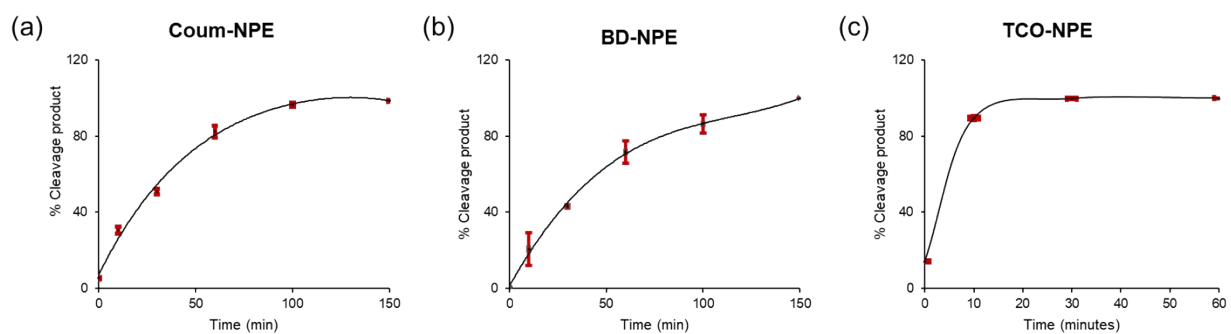 (a)
Coum-NPE
120
80
40
0
% Cleavage product
0 50 100 150
Time (min)
(b)
BD-NPE
120
80
40
0
% Cleavage product
0 50 100 150
Time (min)
(c)
TCO-NPE
120
80
40
0
% Cleavage product
0 10 20 30 40 50 60
Time (minutes)